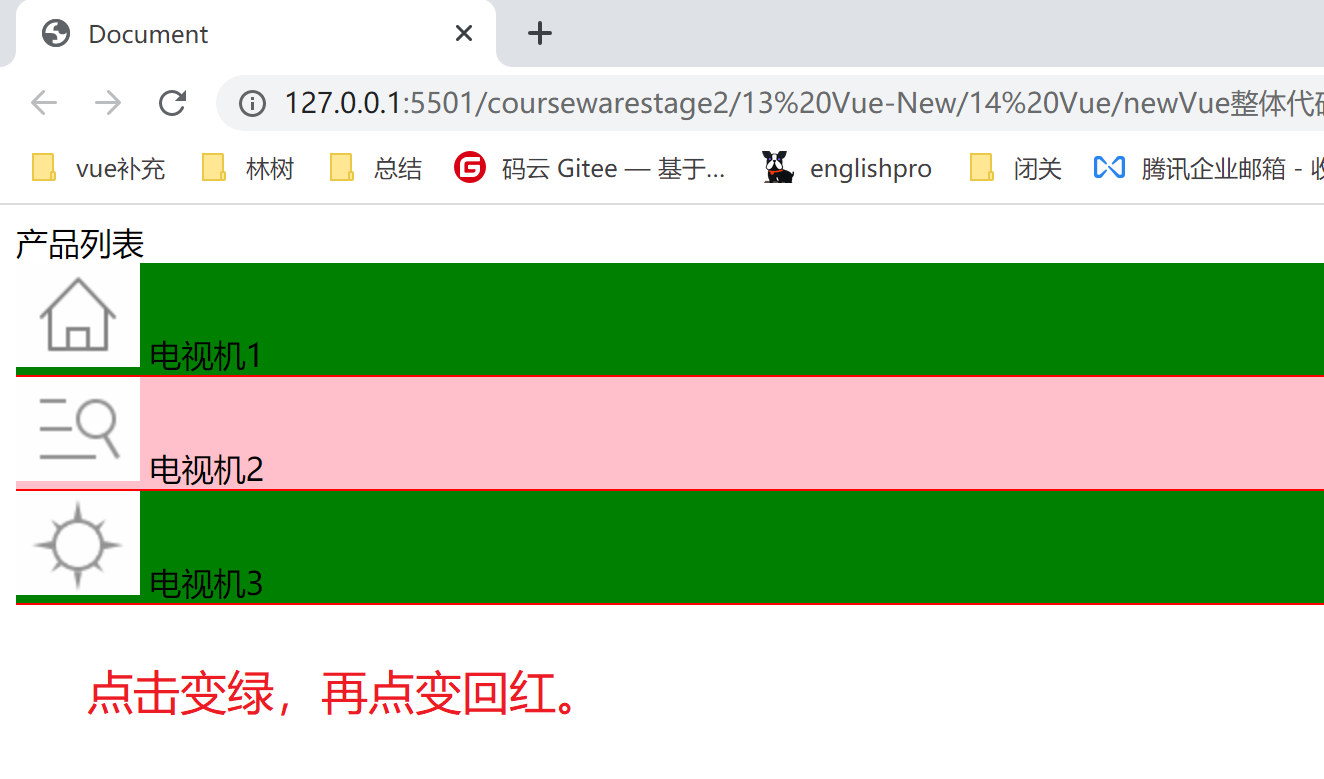 Document
127.0.0.1:5501/coursewarestage2/13%20Vue-New/14%20Vue/newVue整体代码
vue补充 林树 总结 码云 Gitee — 基于... englishpro 闭关 腾讯企业邮箱 - 收
产品列表
电视机1
电视机2
电视机3
点击变绿，再点变回红。